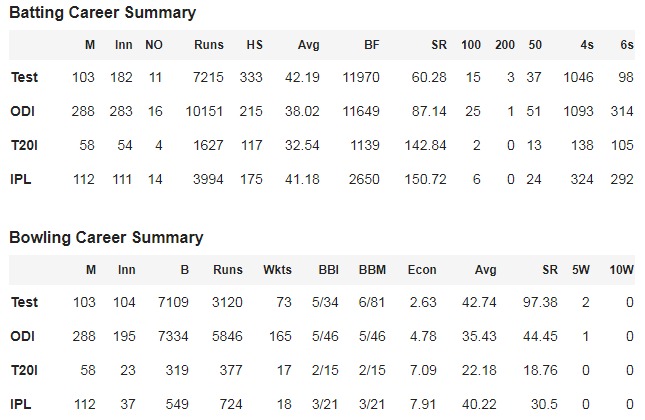 Batting Career Summary
M Inn NO Runs HS Avg BF SR 100 200 50 4s 6s
Test 103 182 11 7215 333 42.19 11970 60.28 15 3 37 1046 98
ODI 288 283 16 10151 215 38.02 11649 87.14 25 1 51 1093 314
T20I 58 54 4 1627 117 32.54 1139 142.84 2 0 13 138 105
IPL 112 111 14 3994 175 41.18 2650 150.72 6 0 24 324 292
Bowling Career Summary
M Inn B Runs Wkts BBI BBM Econ Avg SR 5W 10W
Test 103 104 7109 3120 73 5/34 6/81 2.63 42.74 97.38 2 0
ODI 288 195 7334 5846 165 5/46 5/46 4.78 35.43 44.45 1 0
T20I 58 23 319 377 17 2/15 2/15 7.09 22.18 18.76 0 0
IPL 112 37 549 724 18 3/21 3/21 7.91 40.22 30.5 0 0